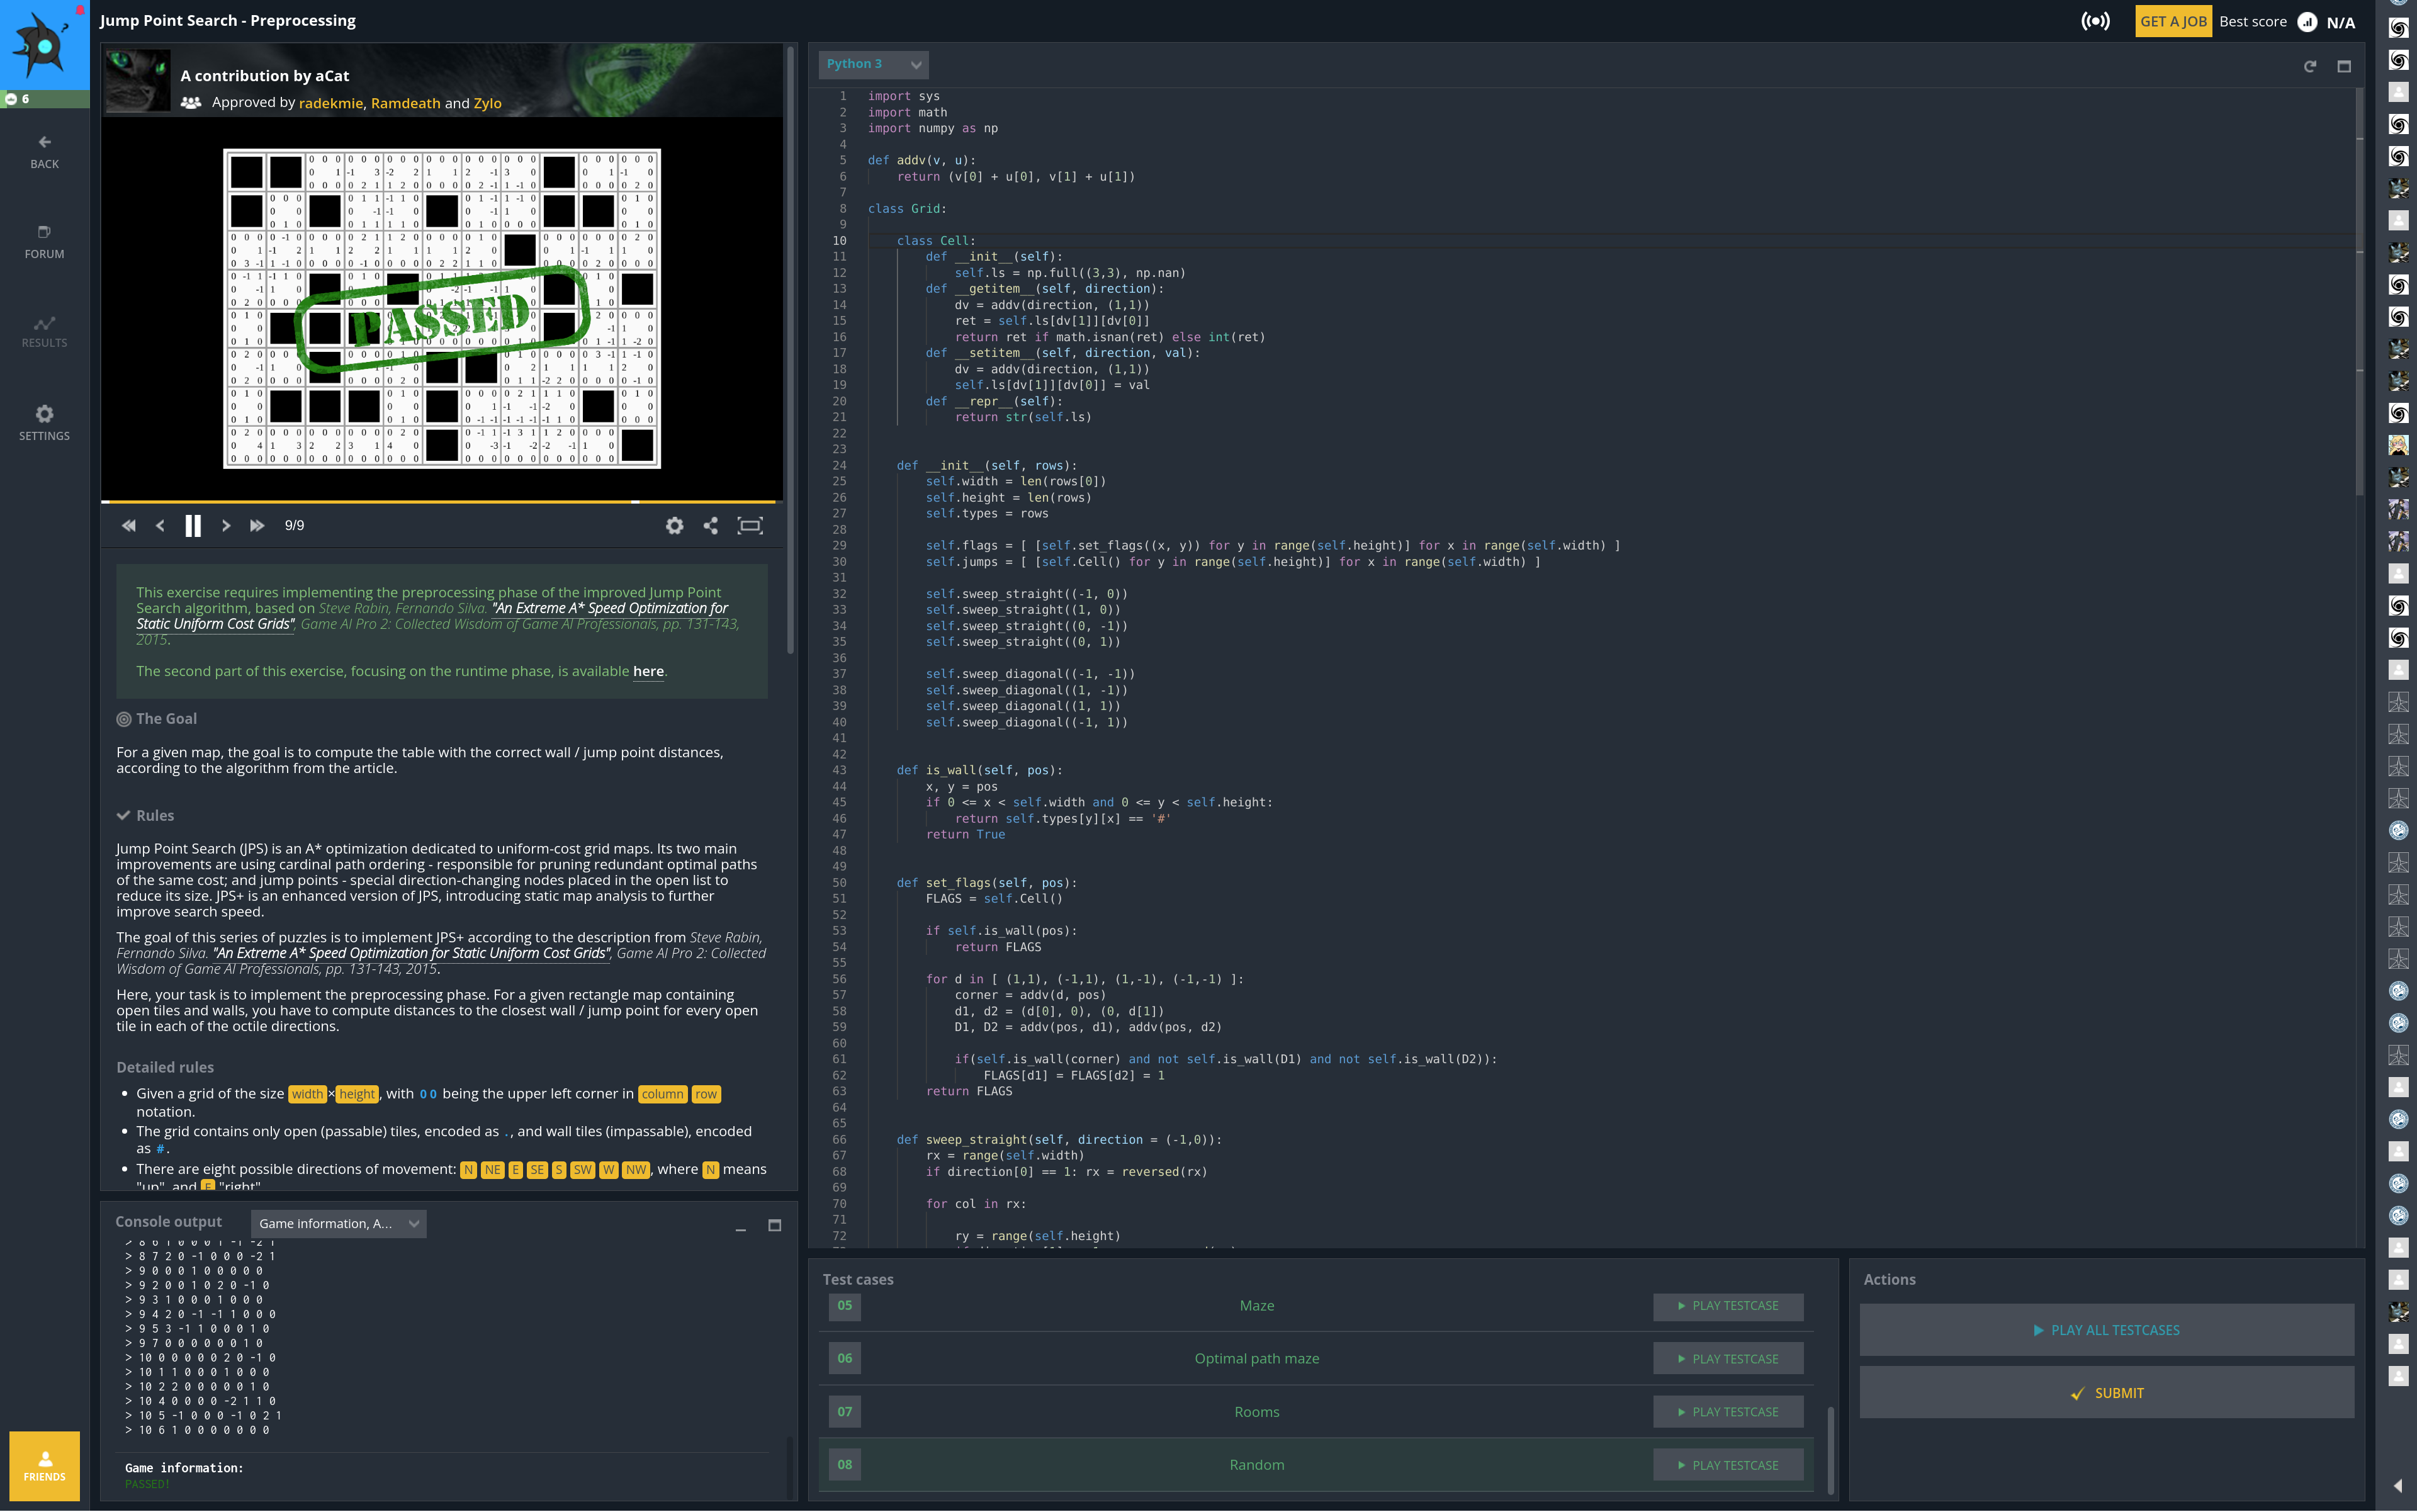 Jump Point Search - Preprocessing
GET A JOB
Best score
N/A
6
BACK
FORUM
RESULTS
SETTINGS
FRIENDS
A contribution by aCat
Approved by radekmie, Ramdeath and Zylo
PASSED
9/9
This exercise requires implementing the preprocessing phase of the improved Jump Point
Search algorithm, based on Steve Rabin, Fernando Silva. "An Extreme A* Speed Optimization for
Static Uniform Cost Grids", Game AI Pro 2: Collected Wisdom of Game AI Professionals, pp. 131-143,
2015.
The second part of this exercise, focusing on the runtime phase, is available here.
The Goal
For a given map, the goal is to compute the table with the correct wall / jump point distances,
according to the algorithm from the article.
Rules
Jump Point Search (JPS) is an A* optimization dedicated to uniform-cost grid maps. Its two main
improvements are using cardinal path ordering - responsible for pruning redundant optimal paths
of the same cost; and jump points - special direction-changing nodes placed in the open list to
reduce its size. JPS+ is an enhanced version of JPS, introducing static map analysis to further
improve search speed.
The goal of this series of puzzles is to implement JPS+ according to the description from Steve Rabin,
Fernando Silva. "An Extreme A* Speed Optimization for Static Uniform Cost Grids", Game AI Pro 2: Collected
Wisdom of Game AI Professionals, pp. 131-143, 2015.
Here, your task is to implement the preprocessing phase. For a given rectangle map containing
open tiles and walls, you have to compute distances to the closest wall / jump point for every open
tile in each of the octile directions.
Detailed rules
• Given a grid of the size width×height, with 0 0 being the upper left corner in column row
notation.
• The grid contains only open (passable) tiles, encoded as ., and wall tiles (impassable), encoded
as #.
• There are eight possible directions of movement: N NE E SE S SW W NW, where N means
"up", and E "right".
Console output
Game information, A...
> 8 6 1 0 0 0 1 -1 -2 1
> 8 7 2 0 -1 0 0 0 -2 1
> 9 0 0 0 1 0 0 0 0 0
> 9 2 0 0 1 0 2 0 -1 0
> 9 3 1 0 0 0 1 0 0 0
> 9 4 2 0 -1 -1 1 0 0 0
> 9 5 3 -1 1 0 0 0 1 0
> 9 7 0 0 0 0 0 0 1 0
> 10 0 0 0 0 0 2 0 -1 0
> 10 1 1 0 0 0 1 0 0 0
> 10 2 2 0 0 0 0 0 1 0
> 10 4 0 0 0 0 -2 1 1 0
> 10 5 -1 0 0 0 -1 0 2 1
> 10 6 1 0 0 0 0 0 0 0
Game information:
PASSED!
Python 3
1 import sys
2 import math
3 import numpy as np
4
5 def addv(v, u):
6 return (v[0] + u[0], v[1] + u[1])
7
8 class Grid:
9
10 class Cell:
11 def __init__(self):
12 self.ls = np.full((3,3), np.nan)
13 def __getitem__(self, direction):
14 dv = addv(direction, (1,1))
15 ret = self.ls[dv[1]][dv[0]]
16 return ret if math.isnan(ret) else int(ret)
17 def __setitem__(self, direction, val):
18 dv = addv(direction, (1,1))
19 self.ls[dv[1]][dv[0]] = val
20 def __repr__(self):
21 return str(self.ls)
22
23
24 def __init__(self, rows):
25 self.width = len(rows[0])
26 self.height = len(rows)
27 self.types = rows
28
29 self.flags = [ [self.set_flags((x, y)) for y in range(self.height)] for x in range(self.width) ]
30 self.jumps = [ [self.Cell() for y in range(self.height)] for x in range(self.width) ]
31
32 self.sweep_straight((-1, 0))
33 self.sweep_straight((1, 0))
34 self.sweep_straight((0, -1))
35 self.sweep_straight((0, 1))
36
37 self.sweep_diagonal((-1, -1))
38 self.sweep_diagonal((1, -1))
39 self.sweep_diagonal((1, 1))
40 self.sweep_diagonal((-1, 1))
41
42
43 def is_wall(self, pos):
44 x, y = pos
45 if 0 <= x < self.width and 0 <= y < self.height:
46 return self.types[y][x] == '#'
47 return True
48
49
50 def set_flags(self, pos):
51 FLAGS = self.Cell()
52
53 if self.is_wall(pos):
54 return FLAGS
55
56 for d in [ (1,1), (-1,1), (1,-1), (-1,-1) ]:
57 corner = addv(d, pos)
58 d1, d2 = (d[0], 0), (0, d[1])
59 D1, D2 = addv(pos, d1), addv(pos, d2)
60
61 if(self.is_wall(corner) and not self.is_wall(D1) and not self.is_wall(D2)):
62 FLAGS[d1] = FLAGS[d2] = 1
63 return FLAGS
64
65
66 def sweep_straight(self, direction = (-1,0)):
67 rx = range(self.width)
68 if direction[0] == 1: rx = reversed(rx)
69
70 for col in rx:
71
72 ry = range(self.height)
Test cases
05 Maze PLAY TESTCASE
06 Optimal path maze PLAY TESTCASE
07 Rooms PLAY TESTCASE
08 Random PLAY TESTCASE
Actions
PLAY ALL TESTCASES
SUBMIT